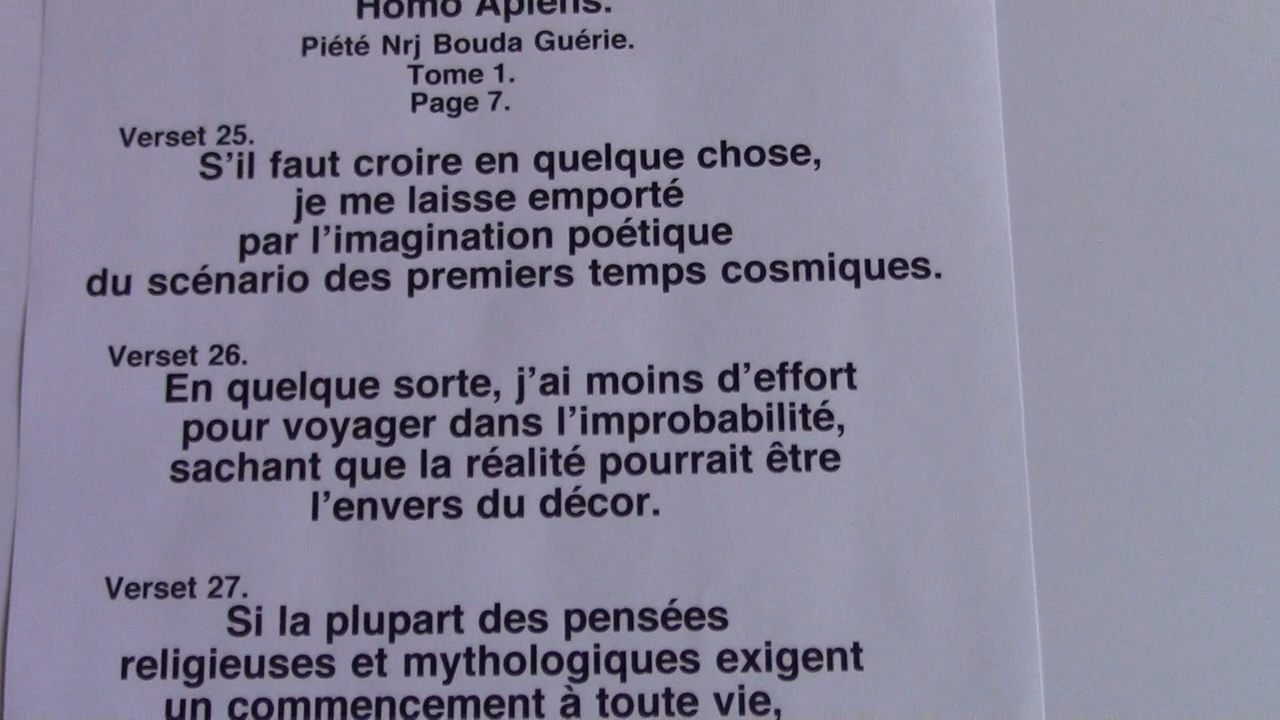 Homo Apiens.
Piété Nrj Bouda Guérie.
Tome 1.
Page 7.
Verset 25.
S'il faut croire en quelque chose,
je me laisse emporté
par l'imagination poétique
du scénario des premiers temps cosmiques.
Verset 26.
En quelque sorte, j'ai moins d'effort
pour voyager dans l'improbabilité,
sachant que la réalité pourrait être
l'envers du décor.
Verset 27.
Si la plupart des pensées
religieuses et mythologiques exigent
un commencement à toute vie,